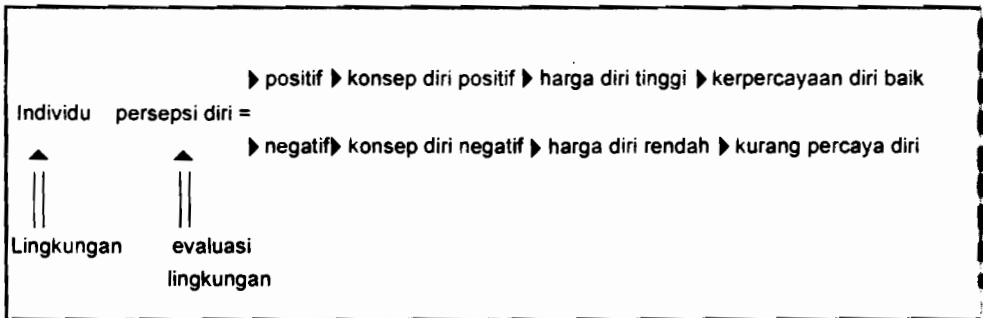 positif konsep diri positif harga diri tinggi kerpercayaan diri baik
Individu persepsi diri =
negatif konsep diri negatif harga diri rendah kurang percaya diri
Lingkungan evaluasi
lingkungan